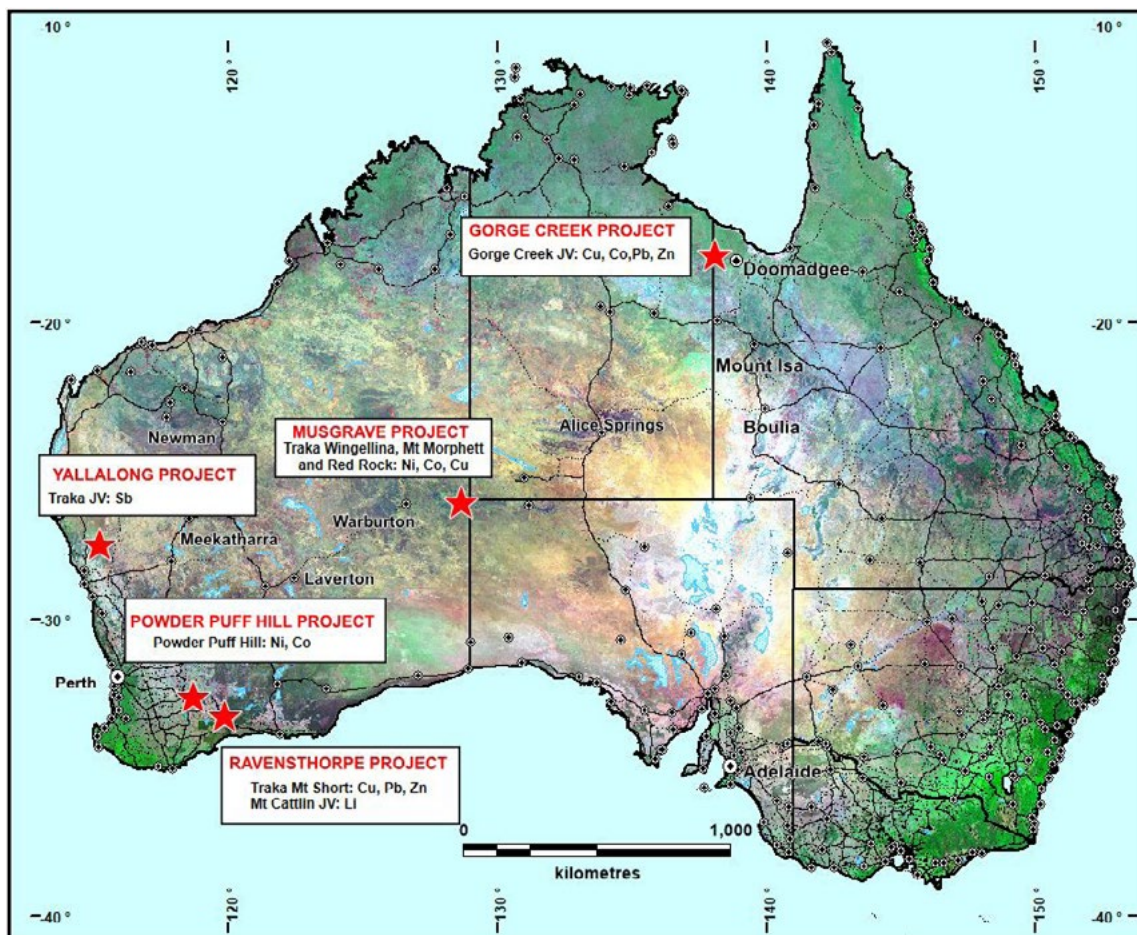 -10 °
-10 °
120
130
140
150
GORGE CREEK PROJECT
Gorge Creek JV: Cu, Co,Pb, Zn
Doomadgee
-20 °
-20 °
Mount Isa
MUSGRAVE PROJECT
Traka Wingellina, Mt Morphett
and Red Rock: Ni, Co, Cu
Alice Springs
Boulia
Newman
YALLALONG PROJECT
Traka JV: Sb
Warburton
Meekatharra
Laverton
-30 °
POWDER PUFF HILL PROJECT
Powder Puff Hill: Ni, Co
Perth
RAVENSTHORPE PROJECT
Traka Mt Short: Cu, Pb, Zn
Mt Cattlin JV: Li
Adelaide
0
1,000
kilometres
-40 °
-40 °
120
130
140
150